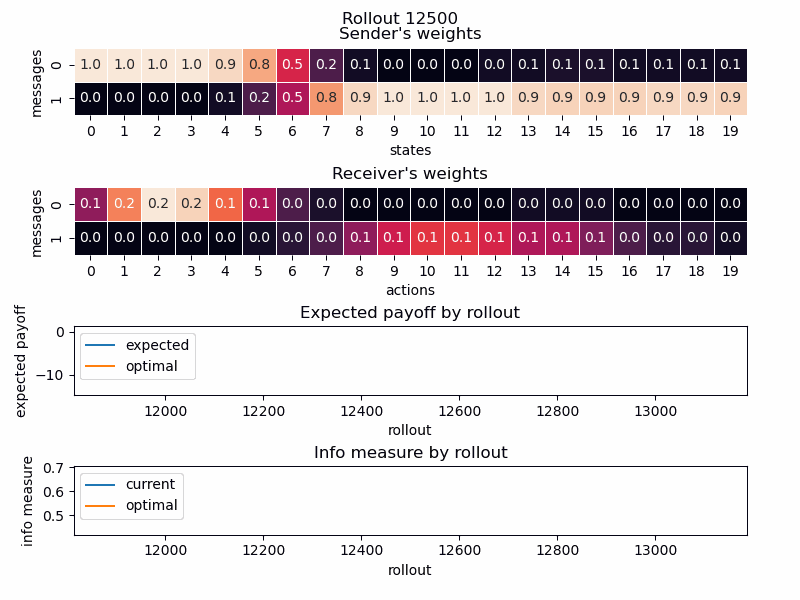 Rollout 12500
Sender's weights
messages
0 1.0 1.0 1.0 1.0 0.9 0.8 0.5 0.2 0.1 0.0 0.0 0.0 0.0 0.1 0.1 0.1 0.1 0.1 0.1 0.1
1 0.0 0.0 0.0 0.0 0.1 0.2 0.5 0.8 0.9 1.0 1.0 1.0 1.0 0.9 0.9 0.9 0.9 0.9 0.9 0.9
0 1 2 3 4 5 6 7 8 9 10 11 12 13 14 15 16 17 18 19
states
Receiver's weights
messages
0 0.1 0.2 0.2 0.2 0.1 0.1 0.0 0.0 0.0 0.0 0.0 0.0 0.0 0.0 0.0 0.0 0.0 0.0 0.0 0.0
1 0.0 0.0 0.0 0.0 0.0 0.0 0.0 0.0 0.1 0.1 0.1 0.1 0.1 0.1 0.1 0.1 0.0 0.0 0.0 0.0
0 1 2 3 4 5 6 7 8 9 10 11 12 13 14 15 16 17 18 19
actions
Expected payoff by rollout
expected payoff
0
−10
expected
optimal
12000 12200 12400 12600 12800 13000
rollout
Info measure by rollout
info measure
0.7
0.6
0.5
current
optimal
12000 12200 12400 12600 12800 13000
rollout